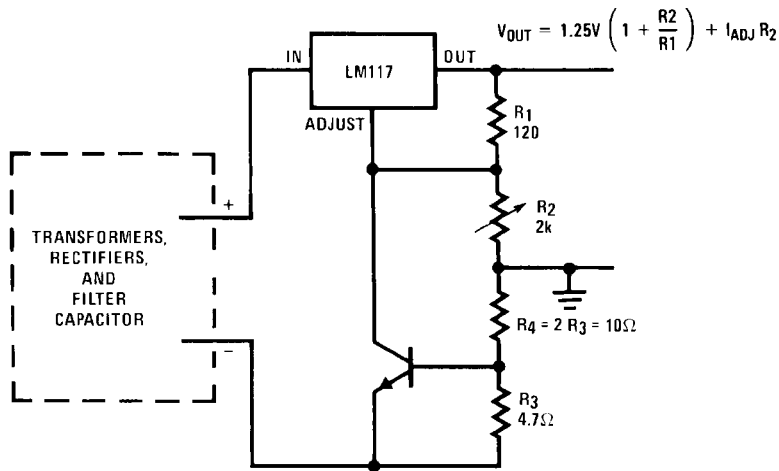 V_OUT = 1.25V (1 + R2/R1) + I_ADJ R_2
IN
LM117
OUT
ADJUST
R1
120
R2
2k
+
TRANSFORMERS,
RECTIFIERS,
AND
FILTER
CAPACITOR
−
R4 = 2 R3 = 10Ω
R3
4.7Ω